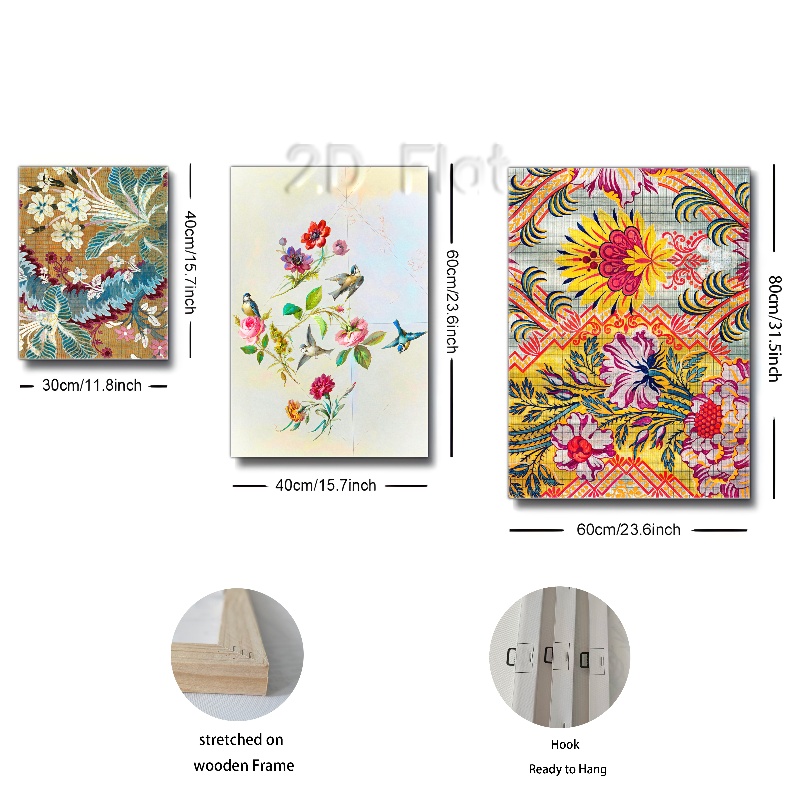 2D Flat
40cm/15.7inch
30cm/11.8inch
60cm/23.6inch
40cm/15.7inch
80cm/31.5inch
60cm/23.6inch
stretched on
wooden Frame
Hook
Ready to Hang